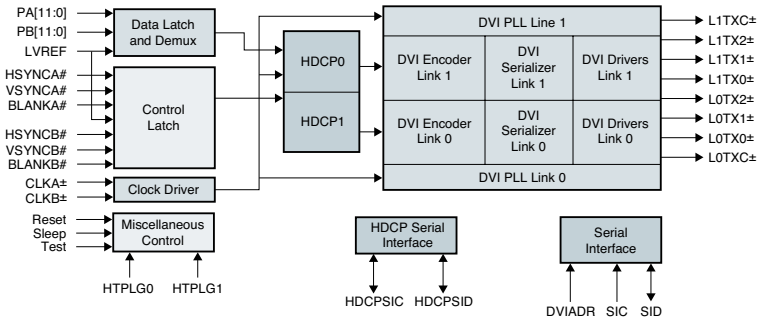 PA[11:0]
PB[11:0]
LVREF
HSYNCA#
VSYNCA#
BLANKA#
HSYNCB#
VSYNCB#
BLANKB#
CLKA±
CLKB±
Reset
Sleep
Test
Data Latch
and Demux
Control
Latch
Clock Driver
Miscellaneous
Control
HTPLG0
HTPLG1
HDCP0
HDCP1
DVI PLL Line 1
DVI Encoder
Link 1
DVI
Serializer
Link 1
DVI Drivers
Link 1
DVI Encoder
Link 0
DVI
Serializer
Link 0
DVI Drivers
Link 0
DVI PLL Link 0
L1TXC±
L1TX2±
L1TX1±
L1TX0±
L0TX2±
L0TX1±
L0TX0±
L0TXC±
HDCP Serial
Interface
HDCPSIC
HDCPSID
Serial
Interface
DVIADR
SIC
SID